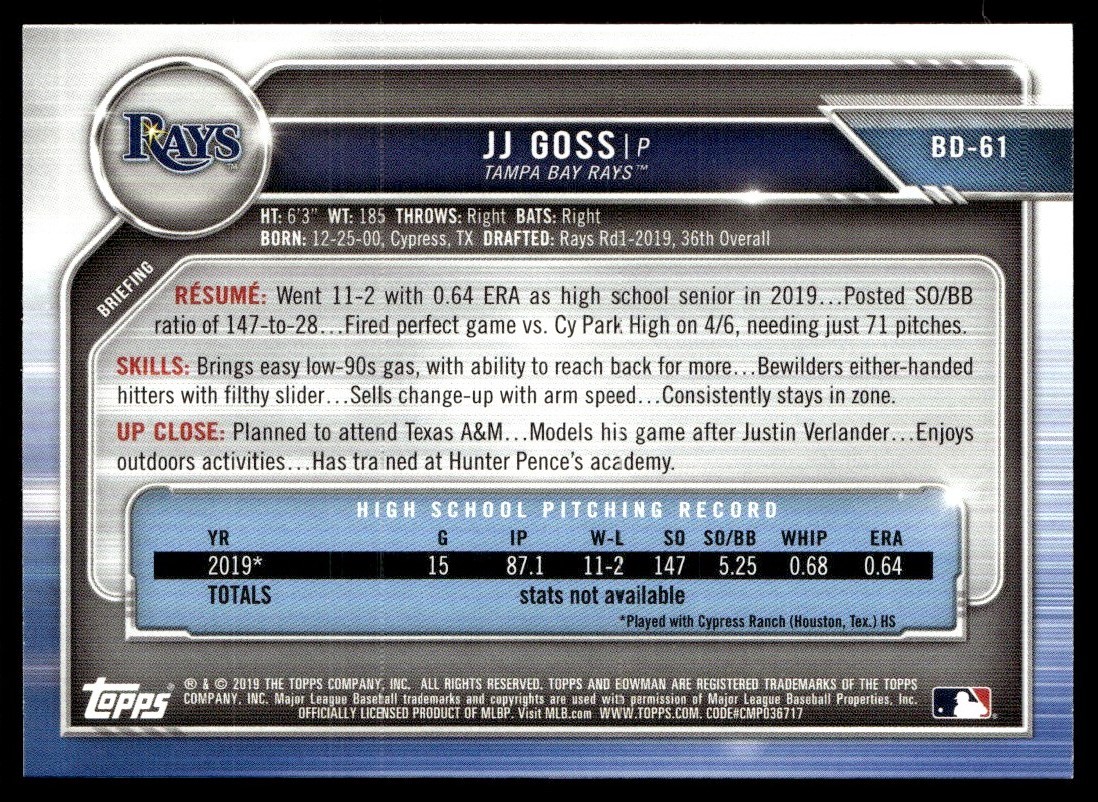 RAYS™
JJ GOSS | P
TAMPA BAY RAYS™
BD-61
HT: 6'3" WT: 185 THROWS: Right BATS: Right
BORN: 12-25-00, Cypress, TX DRAFTED: Rays Rd1-2019, 36th Overall
BRIEFING
RÉSUMÉ: Went 11-2 with 0.64 ERA as high school senior in 2019...Posted SO/BB
ratio of 147-to-28...Fired perfect game vs. Cy Park High on 4/6, needing just 71 pitches.
SKILLS: Brings easy low-90s gas, with ability to reach back for more...Bewilders either-handed
hitters with filthy slider...Sells change-up with arm speed...Consistently stays in zone.
UP CLOSE: Planned to attend Texas A&M...Models his game after Justin Verlander...Enjoys
outdoors activities...Has trained at Hunter Pence's academy.
HIGH SCHOOL PITCHING RECORD
YR G IP W-L SO SO/BB WHIP ERA
2019* 15 87.1 11-2 147 5.25 0.68 0.64
TOTALS stats not available
*Played with Cypress Ranch (Houston, Tex.) HS
Topps®
® & © 2019 THE TOPPS COMPANY, INC. ALL RIGHTS RESERVED. TOPPS AND BOWMAN ARE REGISTERED TRADEMARKS OF THE TOPPS
COMPANY, INC. Major League Baseball trademarks and copyrights are used with permission of Major League Baseball Properties, Inc.
OFFICIALLY LICENSED PRODUCT OF MLBP. Visit MLB.com WWW.TOPPS.COM. CODE#CMP036717